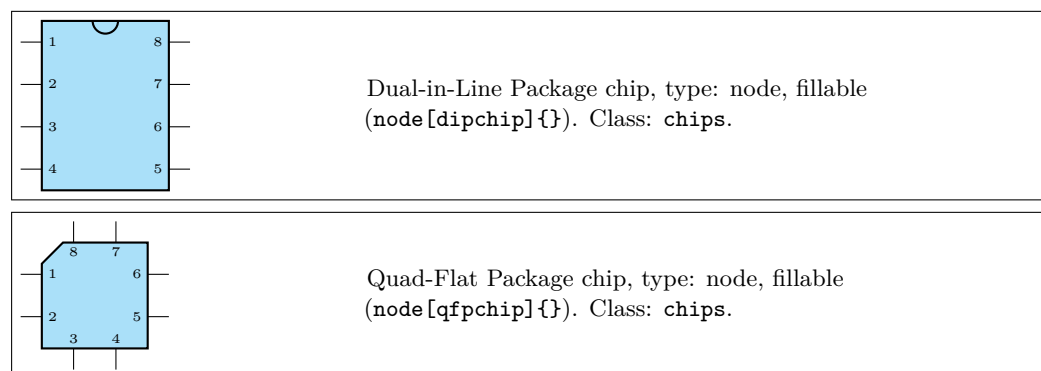 1 8
2 7
3 6
4 5
Dual-in-Line Package chip, type: node, fillable
(node[dipchip]{}). Class: chips.
8 7
1 6
2 5
3 4
Quad-Flat Package chip, type: node, fillable
(node[qfpchip]{}). Class: chips.